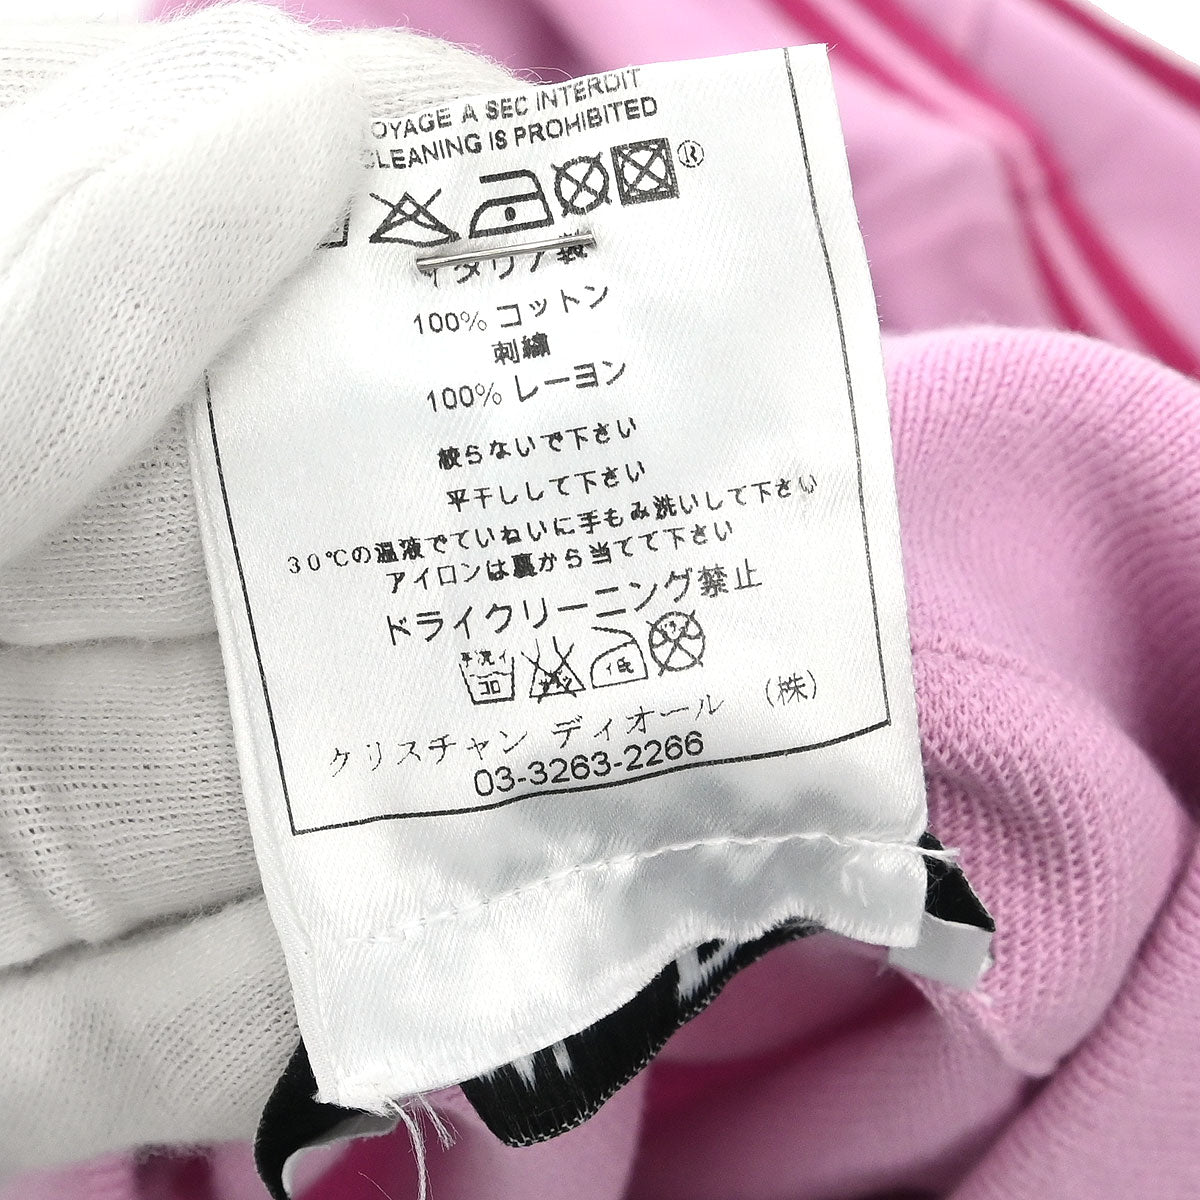 OYAGE A SEC INTERDIT
CLEANING IS PROHIBITED
®
イタリア製
100% コットン
刺繍
100% レーヨン
絞らないで下さい
平干しして下さい
30℃の温液でていねいに手もみ洗いして下さい
アイロンは裏から当てて下さい
ドライクリーニング禁止
手洗イ
30
低
クリスチャン ディオール (株)
03-3263-2266